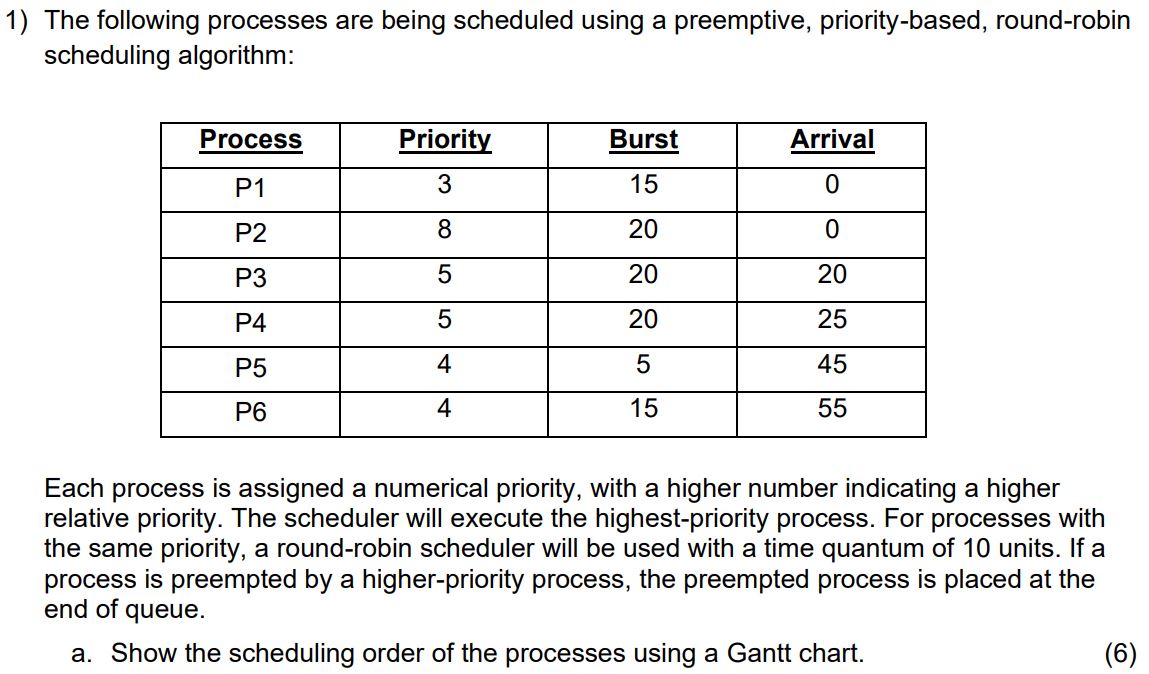 1) The following processes are being scheduled using a preemptive, priority-based, round-robin
scheduling algorithm:
Process Priority Burst Arrival
P1 3 15 0
P2 8 20 0
P3 5 20 20
P4 5 20 25
P5 4 5 45
P6 4 15 55
Each process is assigned a numerical priority, with a higher number indicating a higher
relative priority. The scheduler will execute the highest-priority process. For processes with
the same priority, a round-robin scheduler will be used with a time quantum of 10 units. If a
process is preempted by a higher-priority process, the preempted process is placed at the
end of queue.
a. Show the scheduling order of the processes using a Gantt chart. (6)